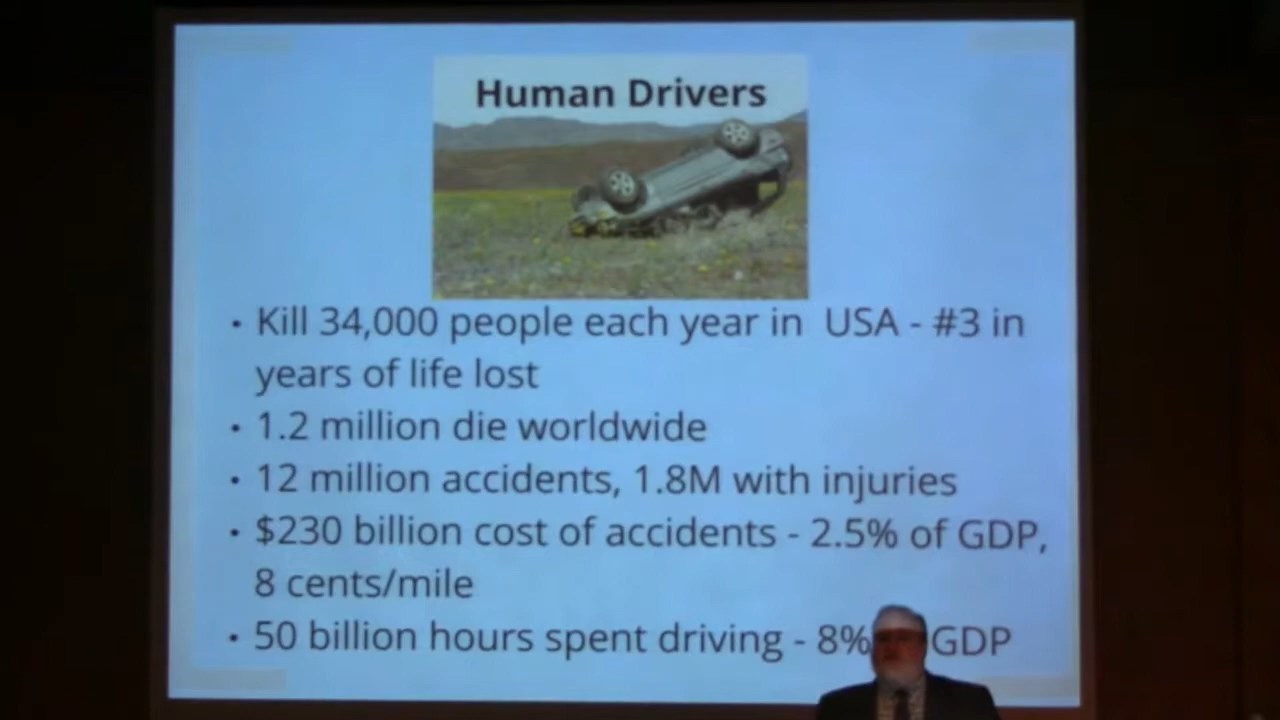 Human Drivers
• Kill 34,000 people each year in USA - #3 in
years of life lost
• 1.2 million die worldwide
• 12 million accidents, 1.8M with injuries
• $230 billion cost of accidents - 2.5% of GDP,
8 cents/mile
• 50 billion hours spent driving - 8% GDP